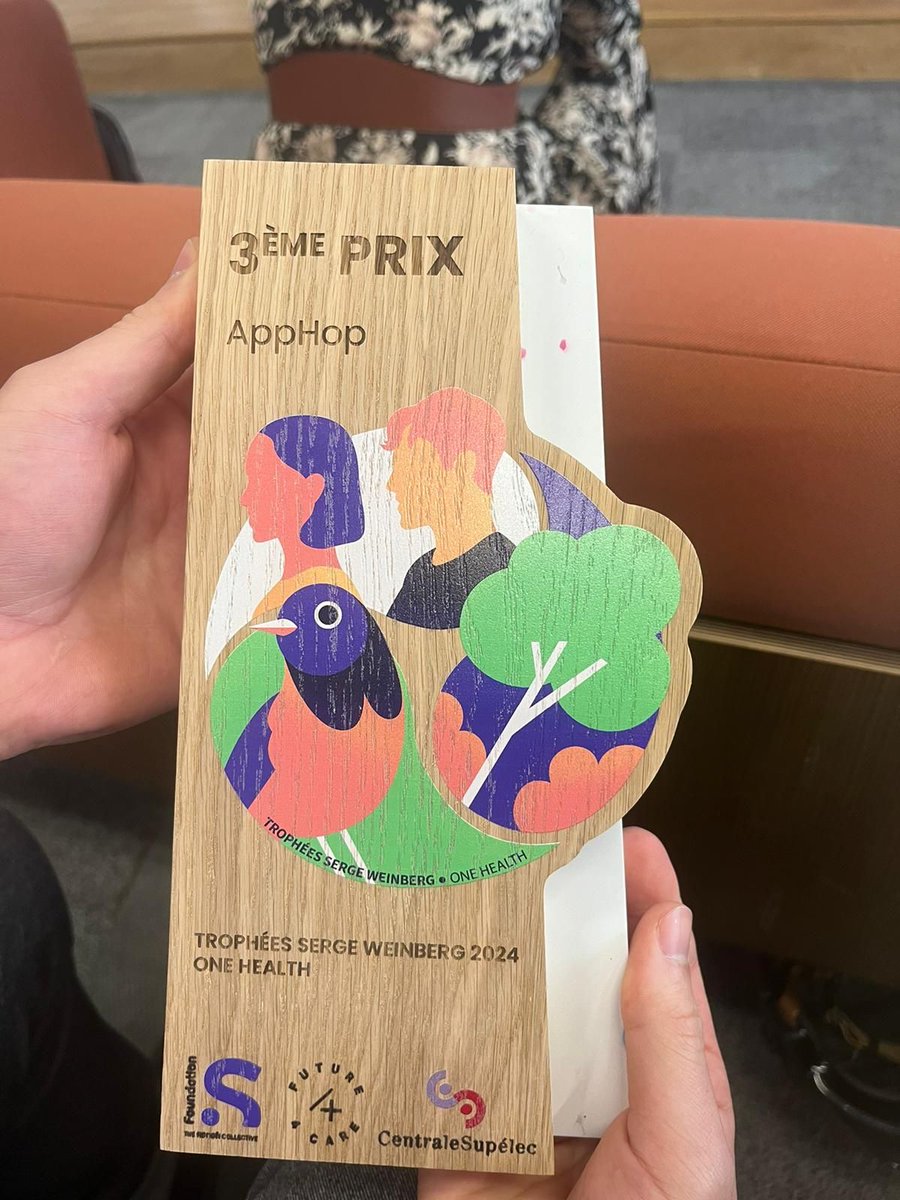 3ÈME PRIX
AppHop
TROPHÉES SERGE WEINBERG • ONE HEALTH
TROPHÉES SERGE WEINBERG 2024
ONE HEALTH
Foundation
S
THE ACTION COLLECTIVE
FUTURE
4
CARE
CentraleSupélec